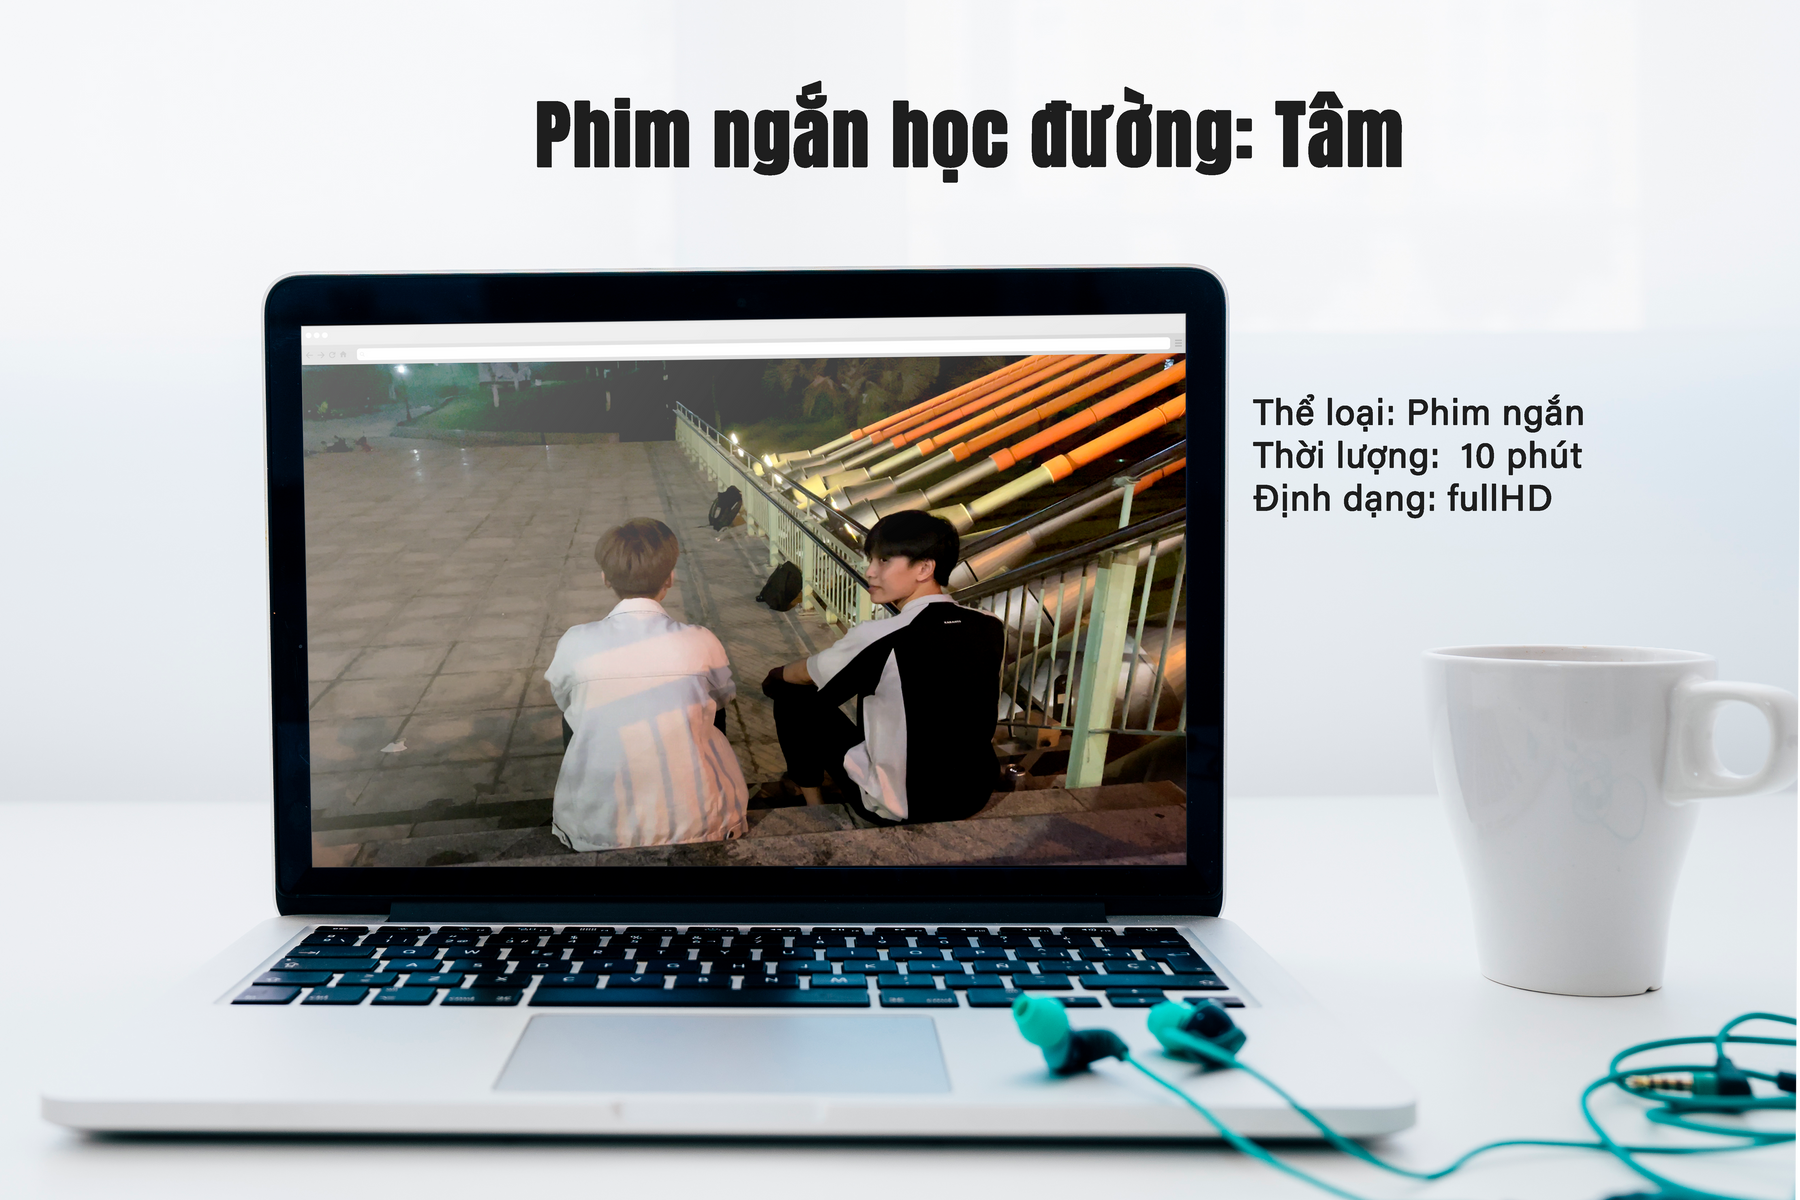 Phim ngắn học đường: Tâm
Thể loại: Phim ngắn
Thời lượng: 10 phút
Định dạng: fullHD